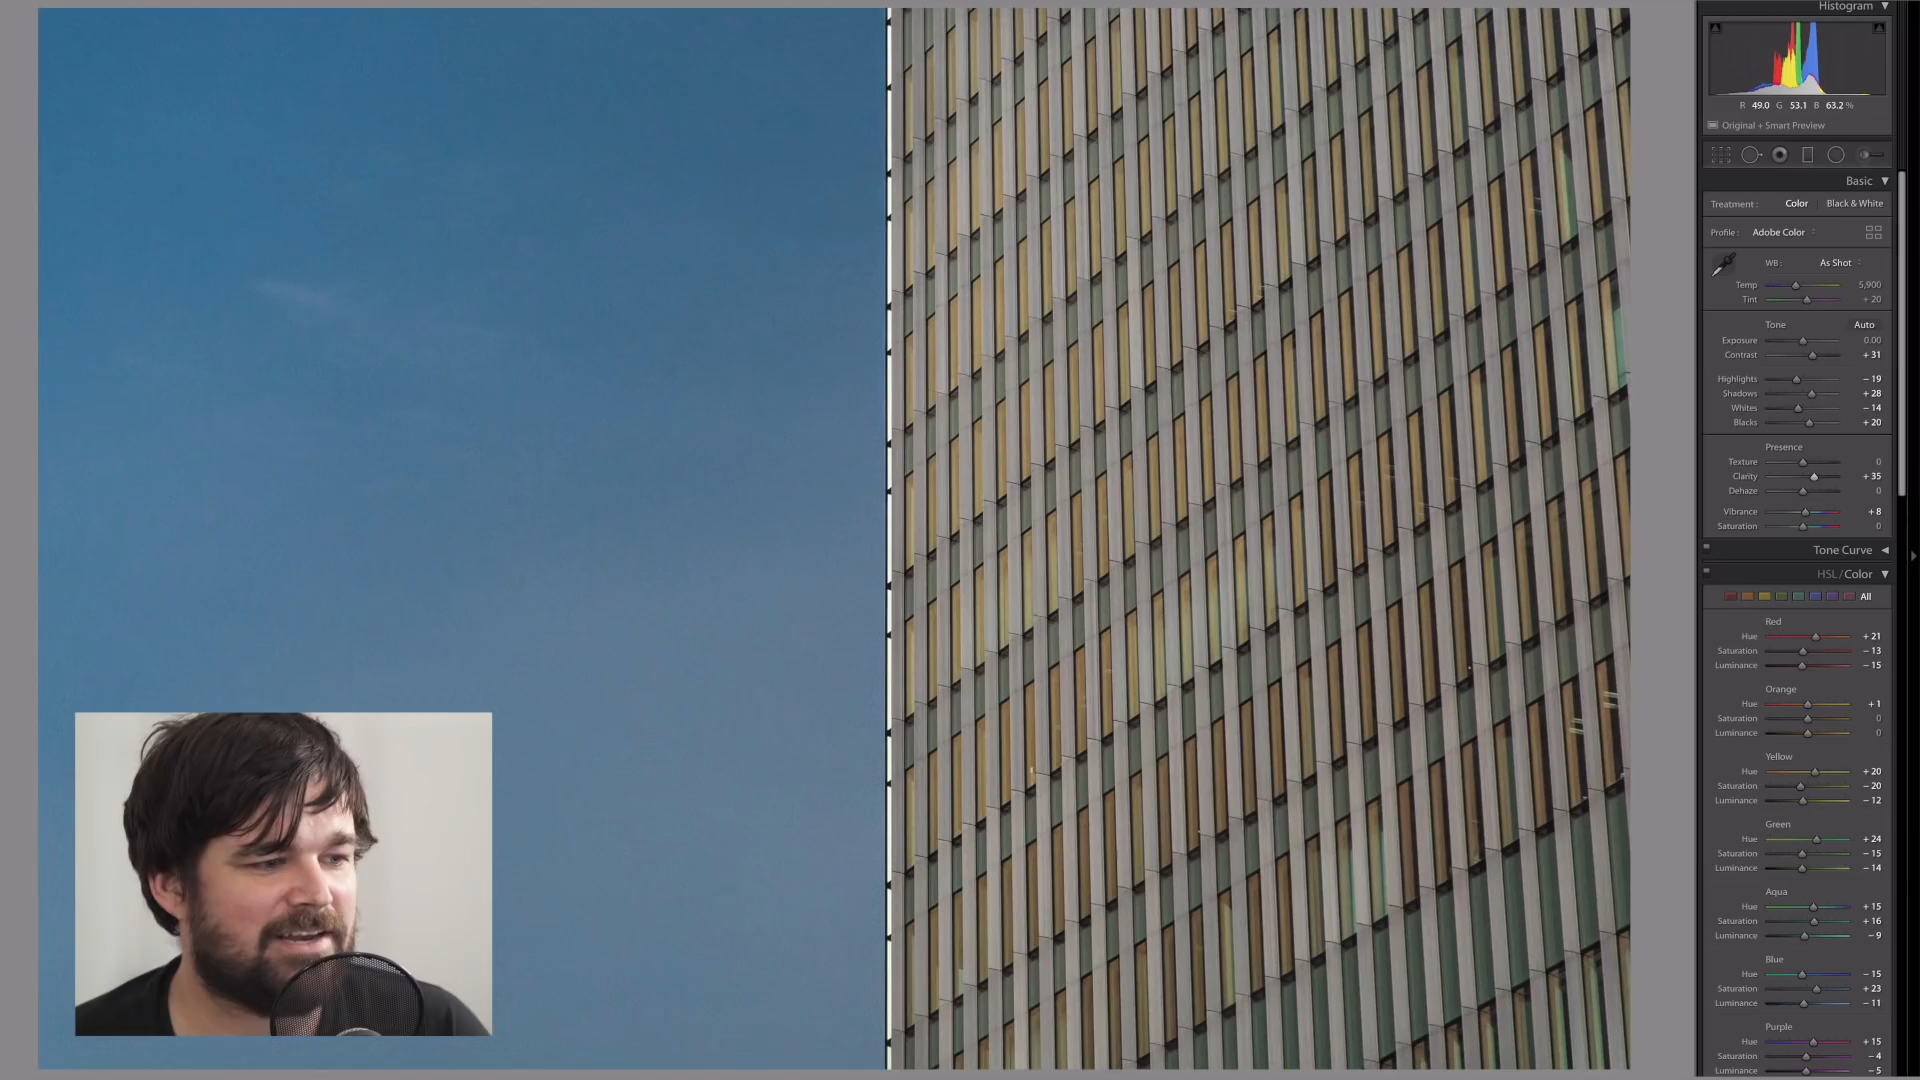 Histogram
R 49.0 G 53.1 B 63.2 %
Original + Smart Preview
Basic
Treatment : Color Black & White
Profile : Adobe Color
WB : As Shot
Temp 5,900
Tint + 20
Tone Auto
Exposure 0.00
Contrast + 31
Highlights – 19
Shadows + 28
Whites – 14
Blacks + 20
Presence
Texture 0
Clarity + 35
Dehaze 0
Vibrance + 8
Saturation 0
Tone Curve
HSL / Color
All
Red
Hue + 21
Saturation – 13
Luminance – 15
Orange
Hue + 1
Saturation 0
Luminance 0
Yellow
Hue + 20
Saturation – 20
Luminance – 12
Green
Hue + 24
Saturation – 15
Luminance – 14
Aqua
Hue + 15
Saturation + 16
Luminance – 9
Blue
Hue – 15
Saturation + 23
Luminance – 11
Purple
Hue + 15
Saturation – 4
Luminance – 5